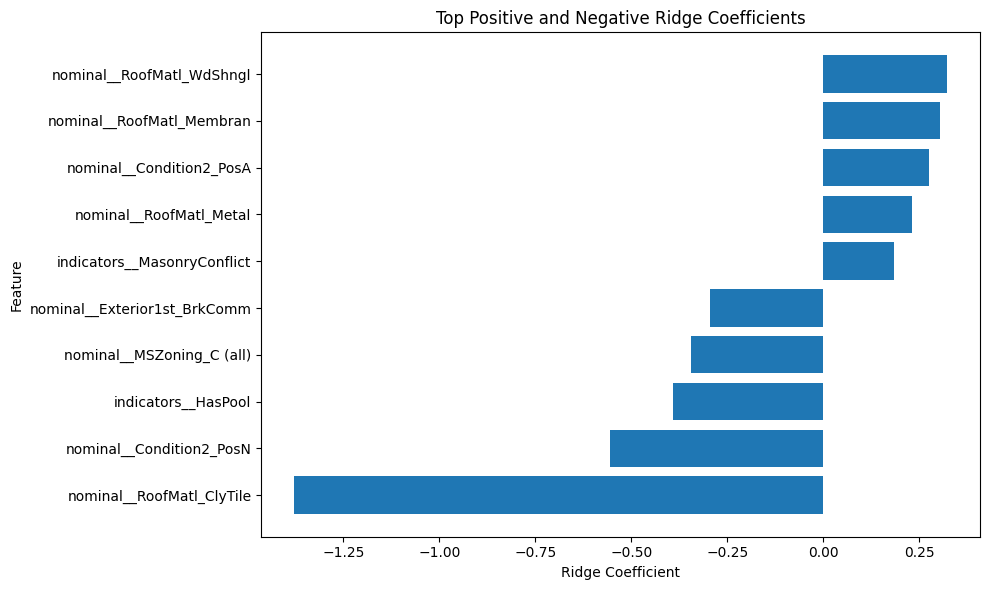 Top Positive and Negative Ridge Coefficients
nominal__RoofMatl_WdShngl
nominal__RoofMatl_Membran
nominal__Condition2_PosA
nominal__RoofMatl_Metal
indicators__MasonryConflict
nominal__Exterior1st_BrkComm
nominal__MSZoning_C (all)
indicators__HasPool
nominal__Condition2_PosN
nominal__RoofMatl_ClyTile
Feature
−1.25 −1.00 −0.75 −0.50 −0.25 0.00 0.25
Ridge Coefficient